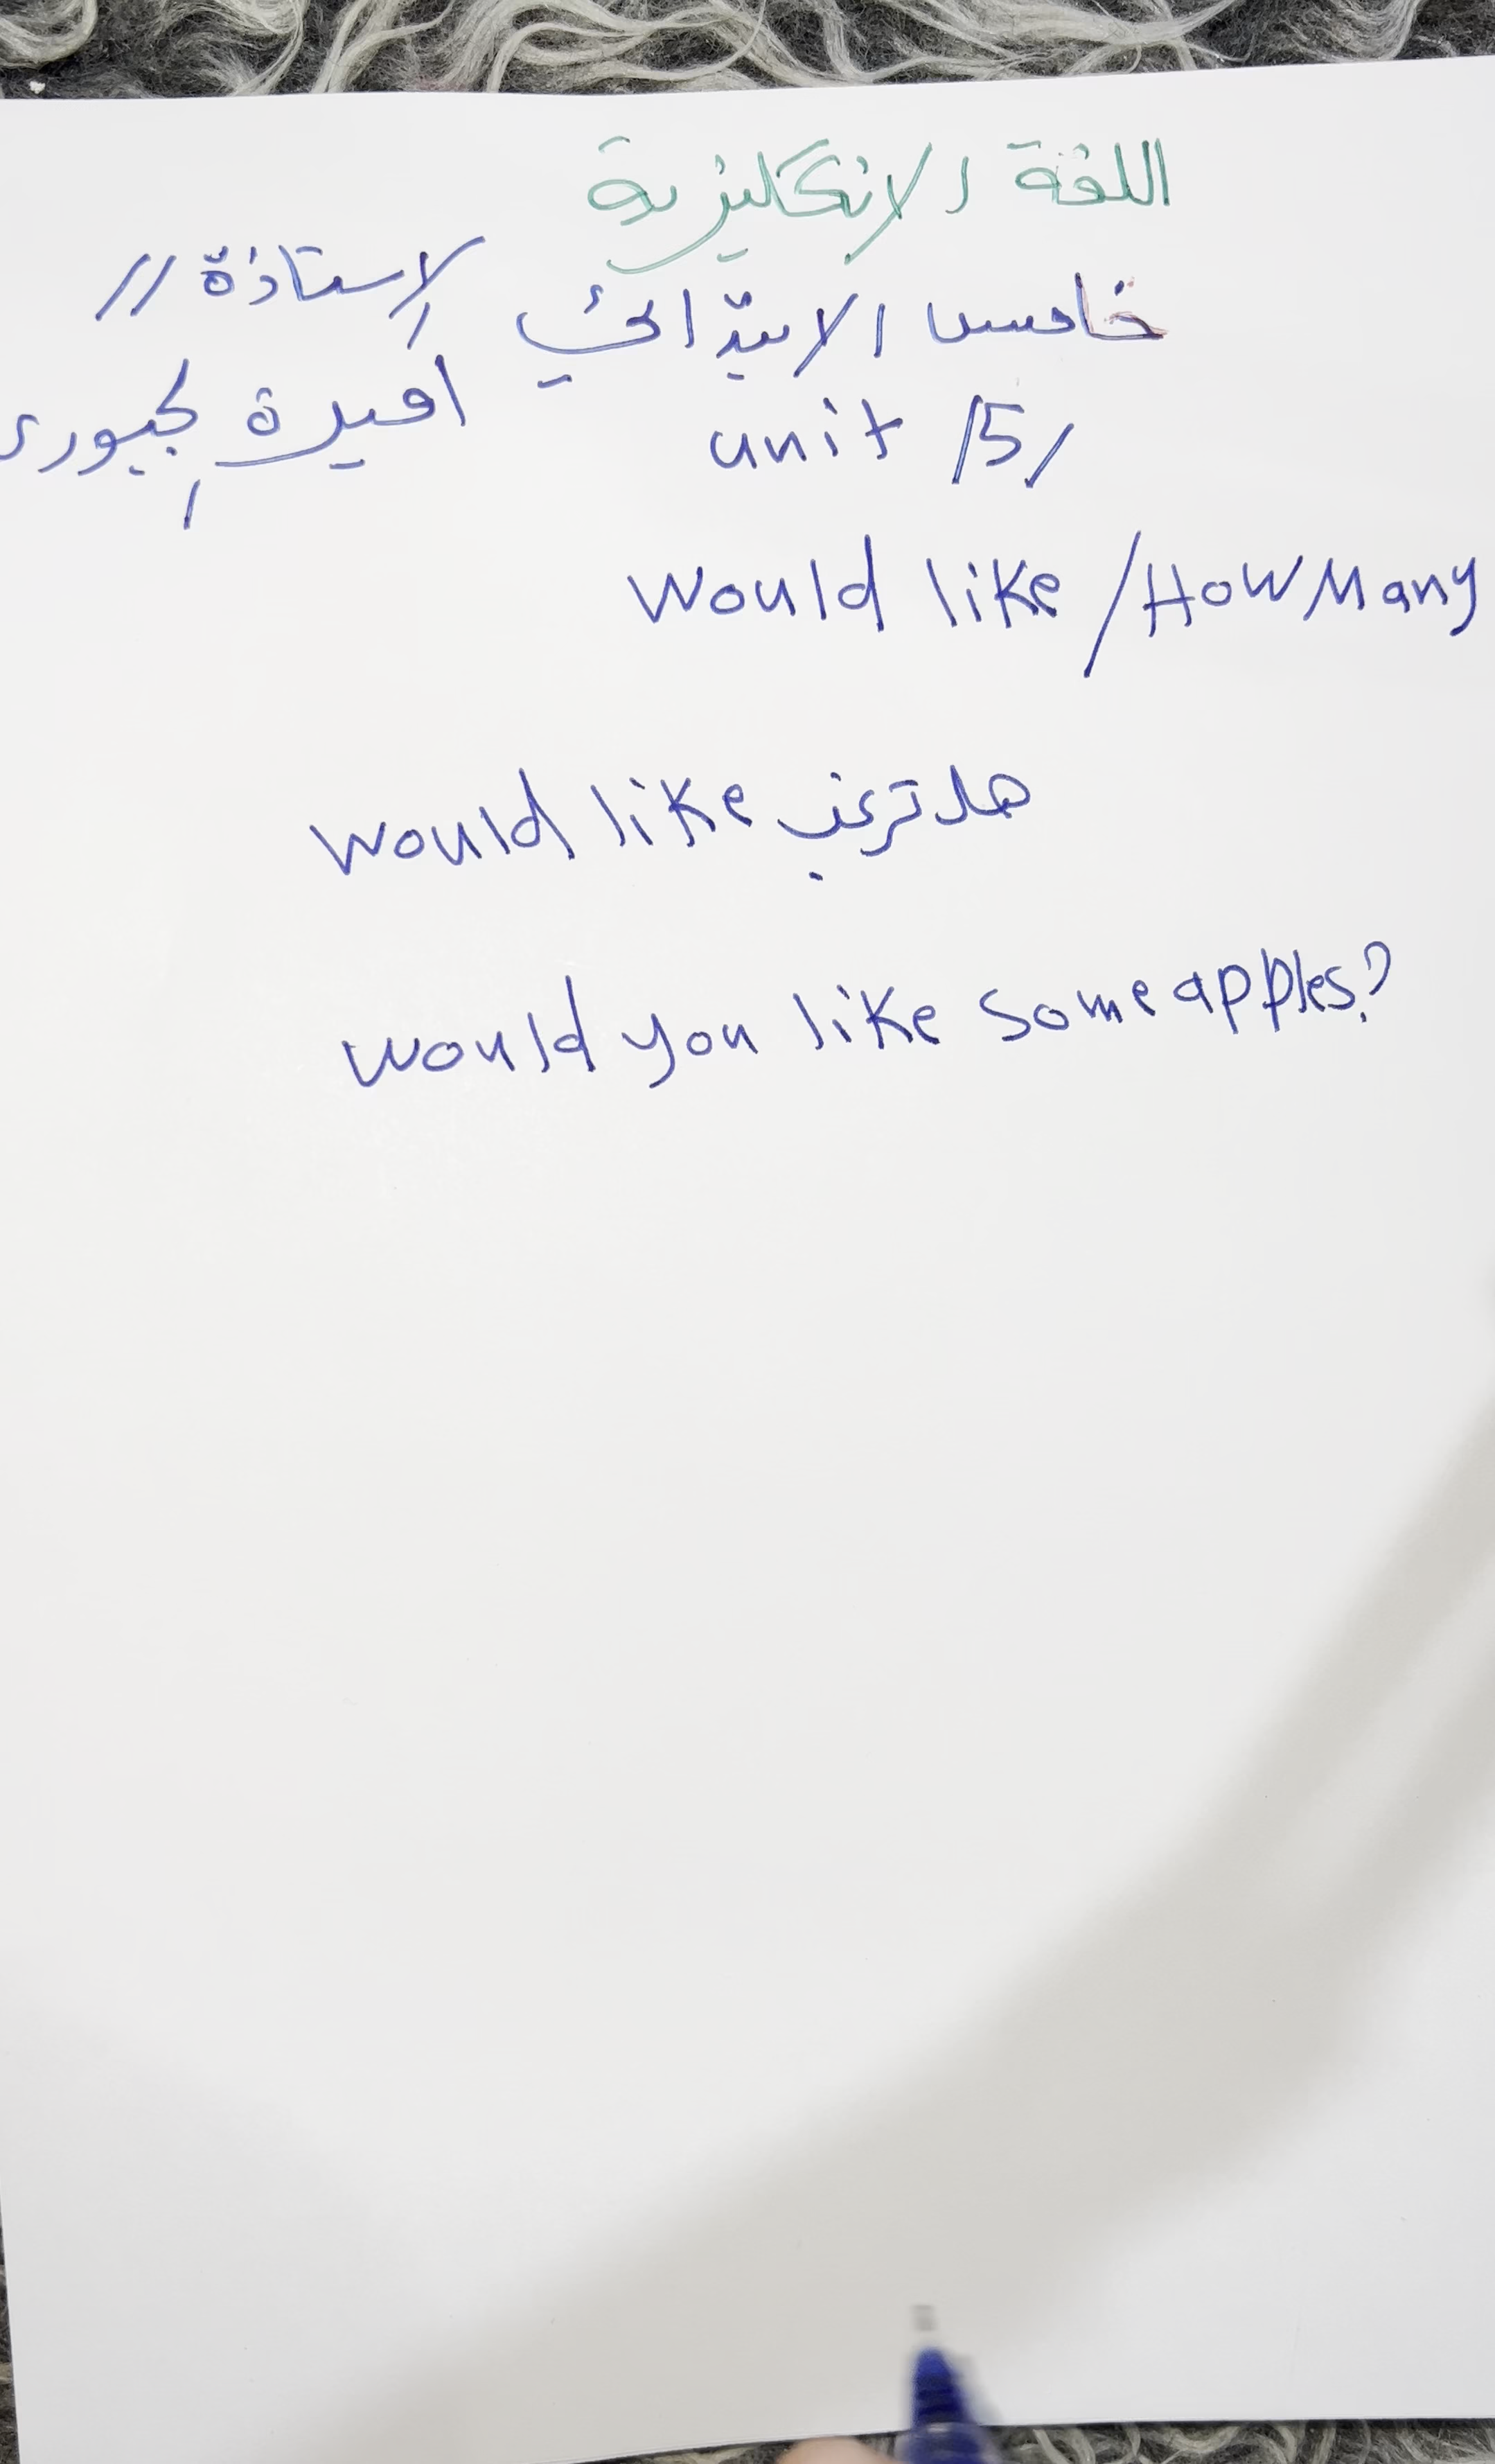 اللغة الانكليزية
خامس الابتدائي
الاستاذة //
اميرة الجبوري
unit /5/
Would like / How Many
Would like هل ترغب
Would you like some apples?